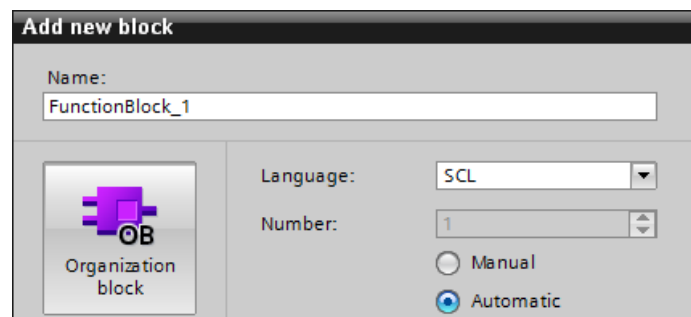 Add new block
Name:
FunctionBlock_1
Language:
SCL
Number:
1
Manual
Automatic
OB
Organization
block